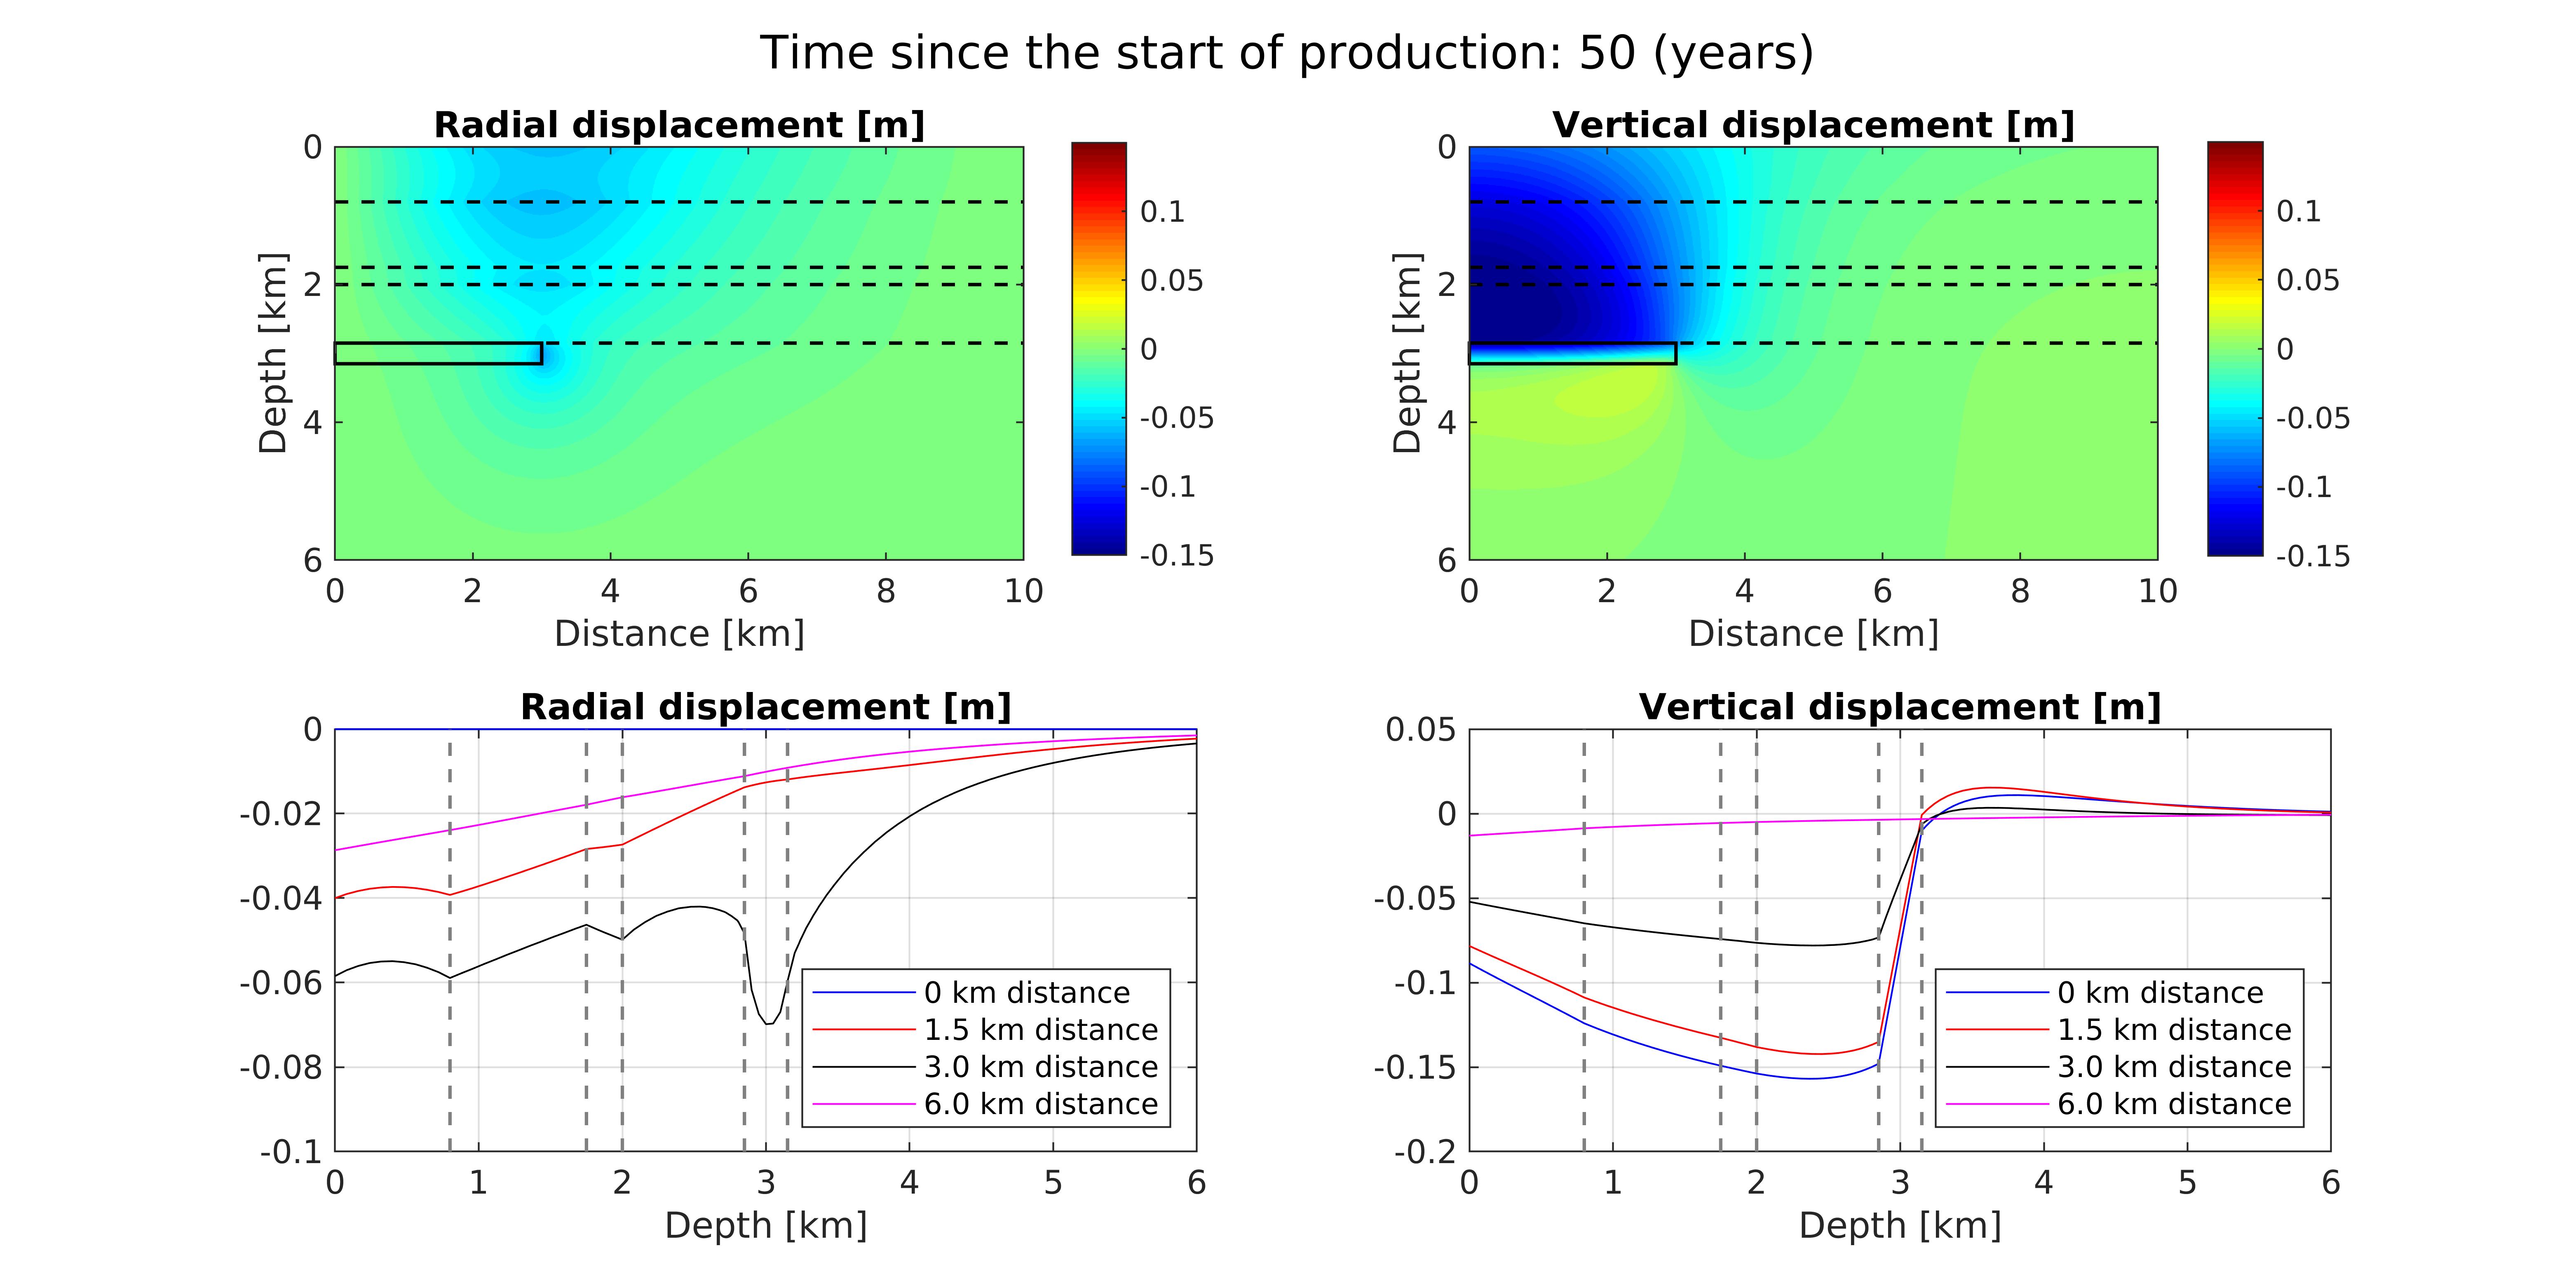 Time since the start of production: 50 (years)
Radial displacement [m]
0
2
4
6
Depth [km]
0 2 4 6 8 10
Distance [km]
0.1
0.05
0
-0.05
-0.1
-0.15
Vertical displacement [m]
0
2
4
6
Depth [km]
0 2 4 6 8 10
Distance [km]
0.1
0.05
0
-0.05
-0.1
-0.15
Radial displacement [m]
0
-0.02
-0.04
-0.06
-0.08
-0.1
0 1 2 3 4 5 6
Depth [km]
0 km distance
1.5 km distance
3.0 km distance
6.0 km distance
Vertical displacement [m]
0.05
0
-0.05
-0.1
-0.15
-0.2
0 1 2 3 4 5 6
Depth [km]
0 km distance
1.5 km distance
3.0 km distance
6.0 km distance